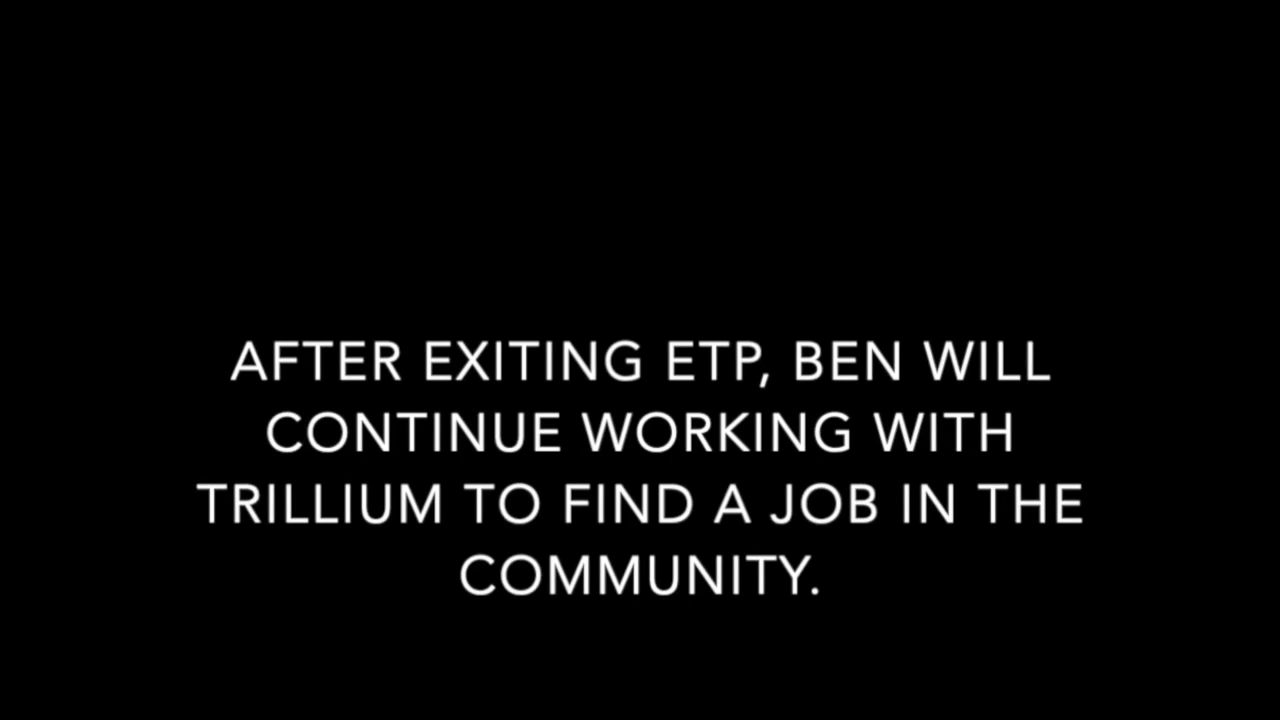 AFTER EXITING ETP, BEN WILL
CONTINUE WORKING WITH
TRILLIUM TO FIND A JOB IN THE
COMMUNITY.